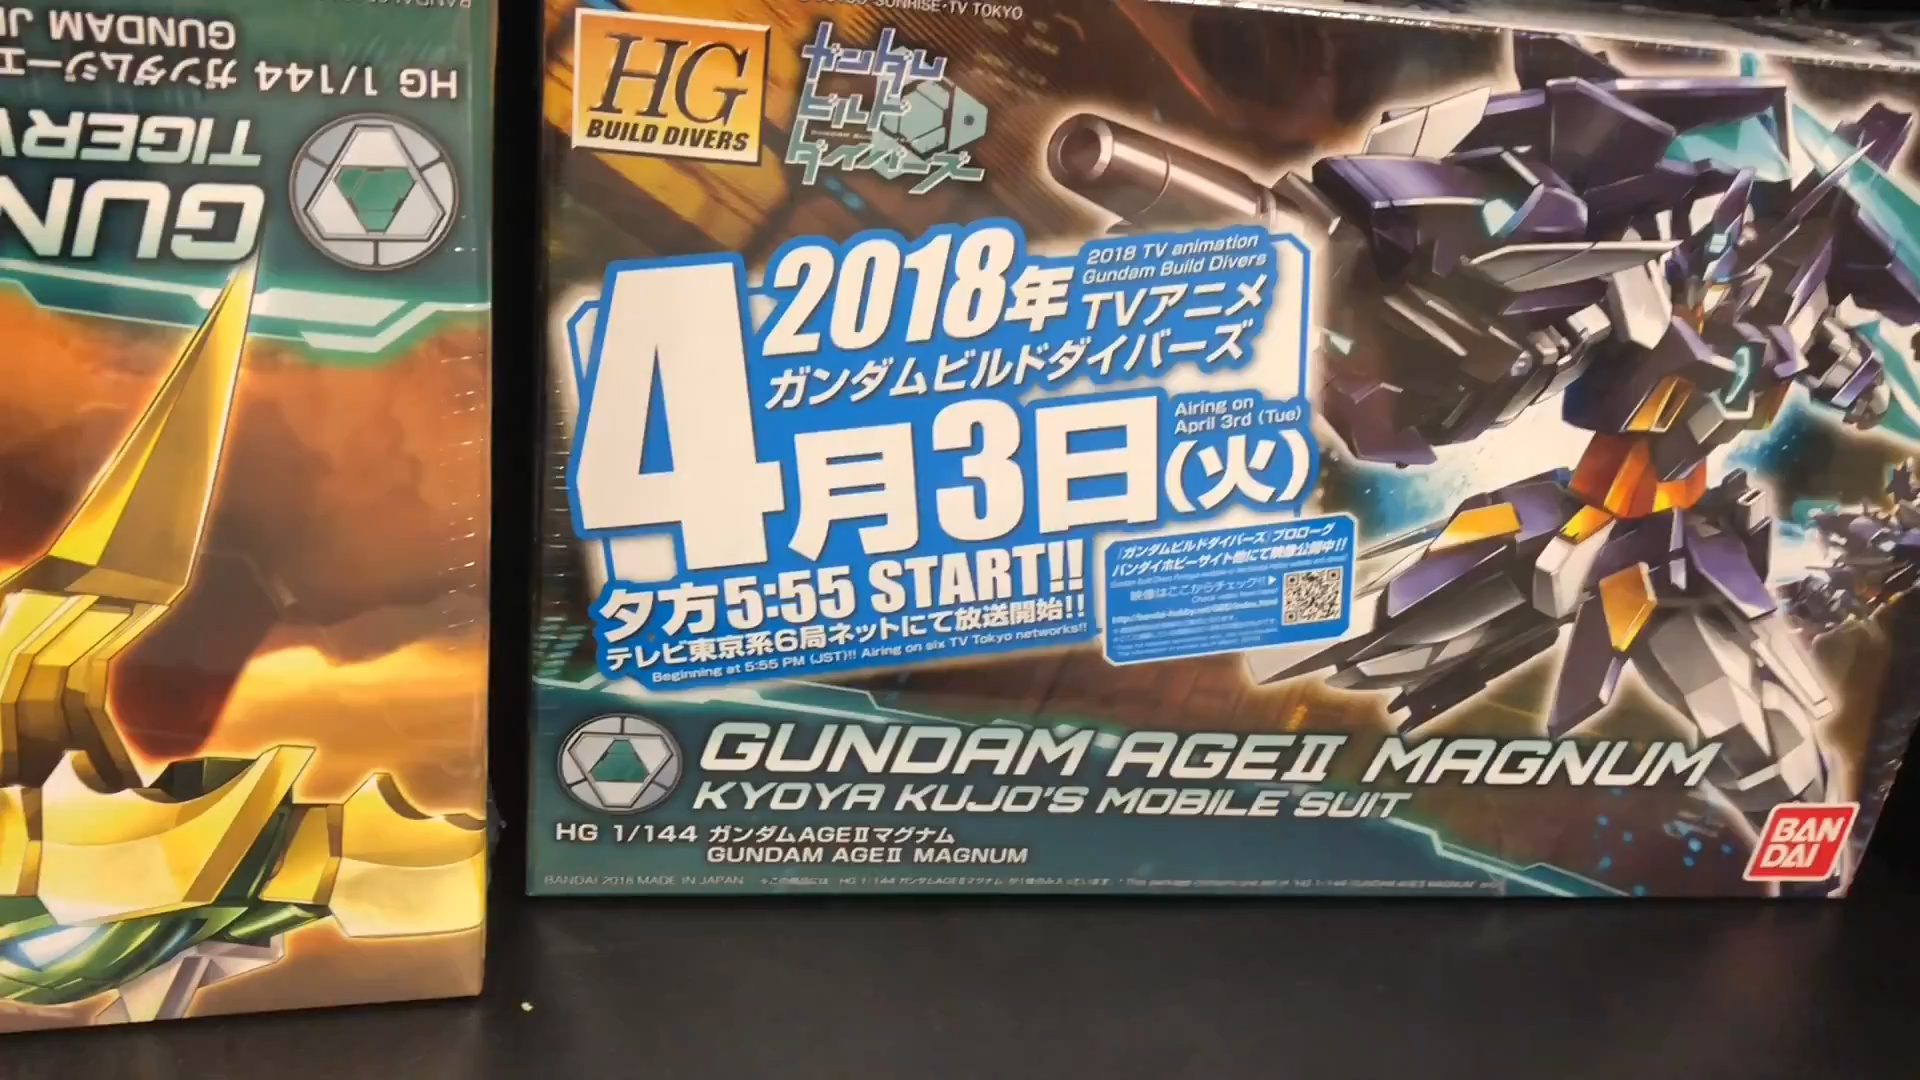 GUNDAM
HG 1/144 ガンダムジーエ
TIGER
GUN
SUNRISE・TV TOKYO
HG
BUILD DIVERS
ガンダム
ビルド
ダイバーズ
2018年
2018 TV animation
Gundam Build Divers
TVアニメ
ガンダムビルドダイバーズ
4月3日(火)
Airing on
April 3rd (Tue)
夕方5:55 START!!
テレビ東京系6局ネットにて放送開始!!
Beginning at 5:55 PM (JST)!! Airing on six TV Tokyo networks!!
「ガンダムビルドダイバーズ」プロローグ
バンダイホビーサイト他にて映像公開中!!
映像はここからチェック!!▶
GUNDAM AGEⅡ MAGNUM
KYOYA KUJO'S MOBILE SUIT
HG 1/144 ガンダムAGEⅡマグナム
GUNDAM AGEⅡ MAGNUM
BANDAI 2018 MADE IN JAPAN
BAN
DAI